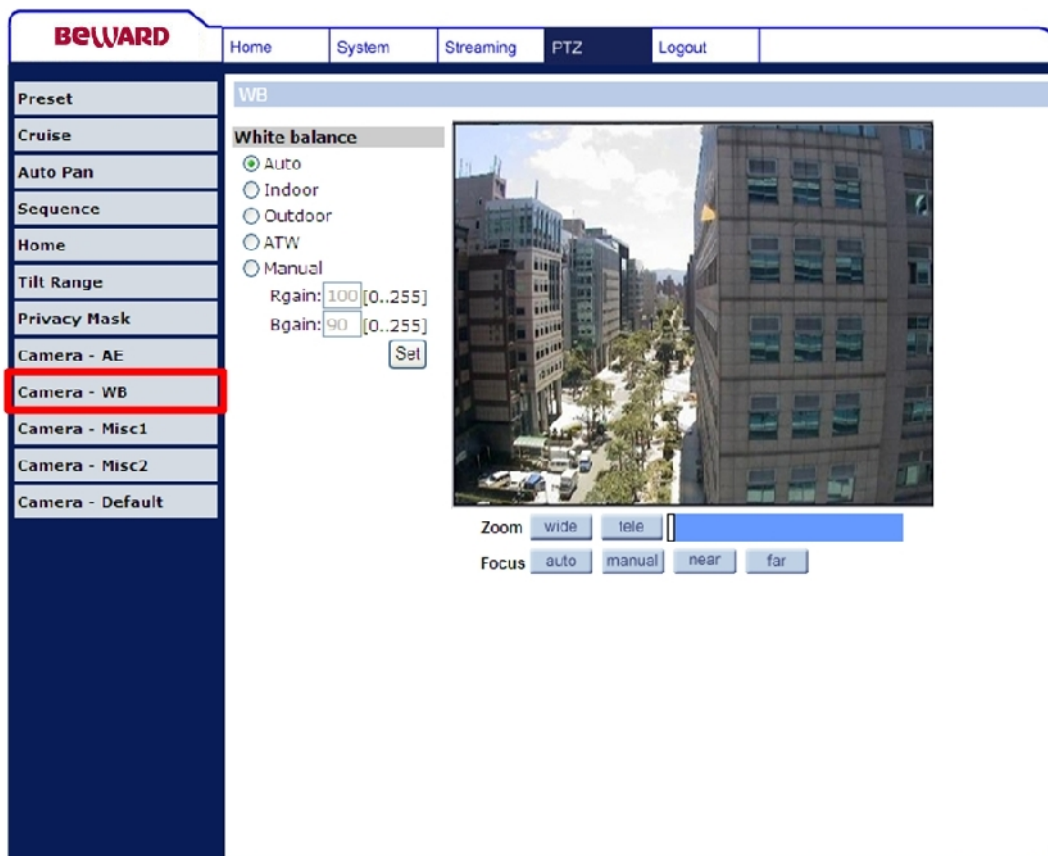 BEWARD
Home System Streaming PTZ Logout
Preset
Cruise
Auto Pan
Sequence
Home
Tilt Range
Privacy Mask
Camera - AE
Camera - WB
Camera - Misc1
Camera - Misc2
Camera - Default
WB
White balance
Auto
Indoor
Outdoor
ATW
Manual
Rgain: 100 [0..255]
Bgain: 90 [0..255]
Set
Zoom wide tele
Focus auto manual near far